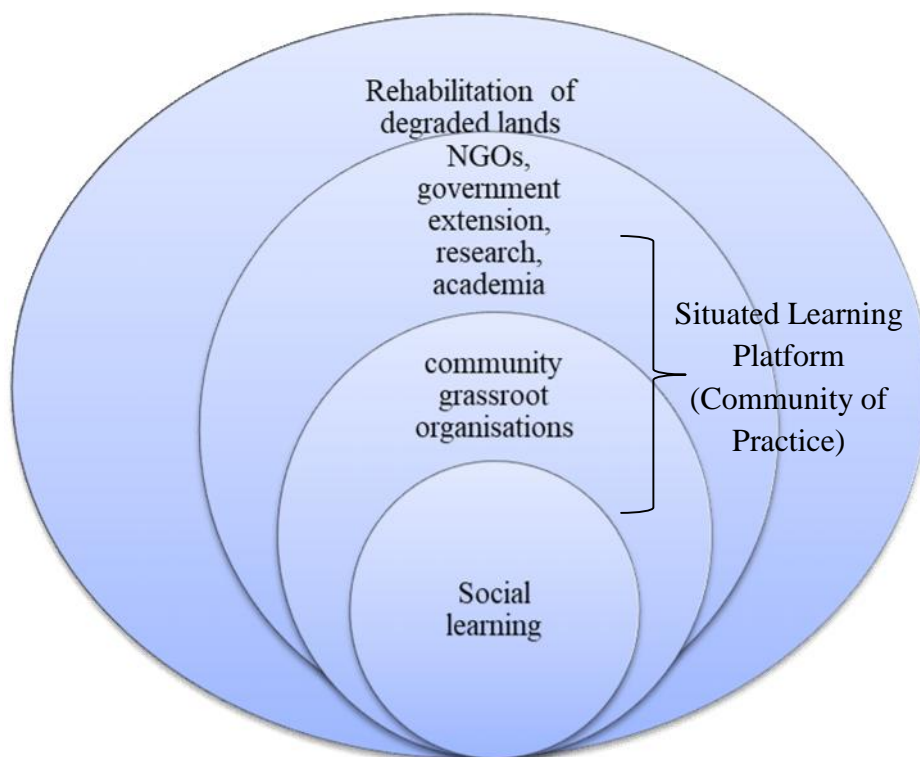 Rehabilitation of
degraded lands
NGOs,
government
extension,
research,
academia
community
grassroot
organisations
Social
learning
Situated Learning
Platform
(Community of
Practice)